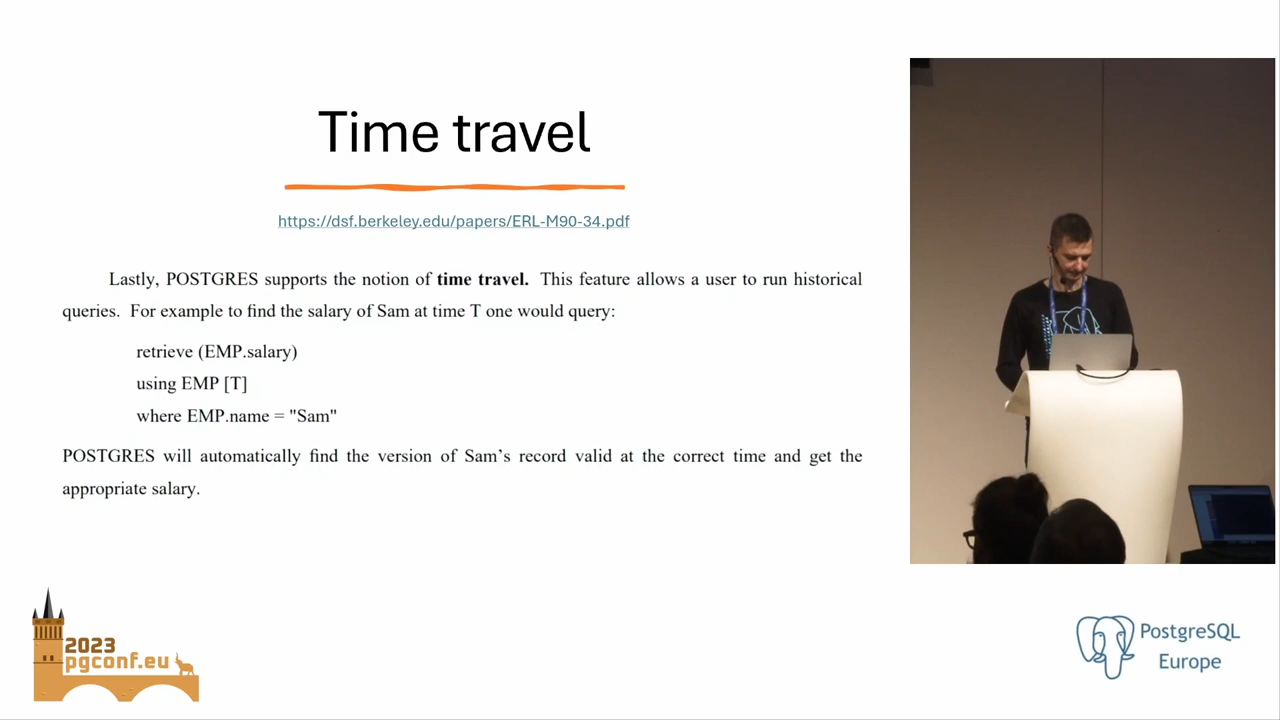 Time travel
https://dsf.berkeley.edu/papers/ERL-M90-34.pdf
Lastly, POSTGRES supports the notion of time travel. This feature allows a user to run historical
queries. For example to find the salary of Sam at time T one would query:
retrieve (EMP.salary)
using EMP [T]
where EMP.name = "Sam"
POSTGRES will automatically find the version of Sam's record valid at the correct time and get the
appropriate salary.
2023
pgconf.eu
PostgreSQL
Europe